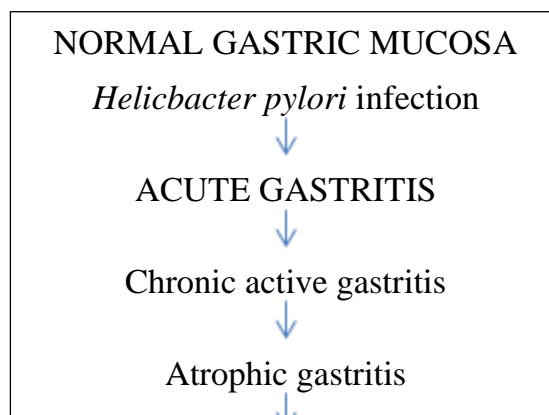 NORMAL GASTRIC MUCOSA
Helicbacter pylori infection
ACUTE GASTRITIS
Chronic active gastritis
Atrophic gastritis